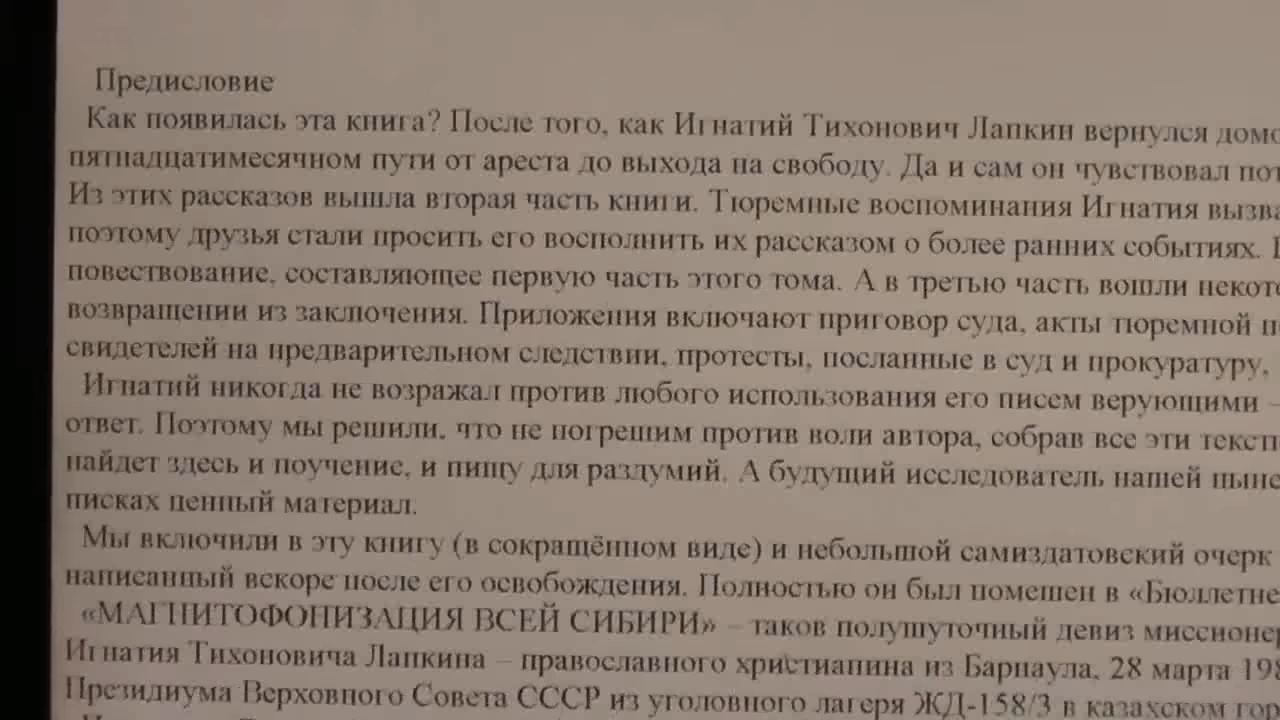 Предисловие
Как появилась эта книга? После того, как Игнатий Тихонович Лапкин вернулся домо
пятнадцатимесячном пути от ареста до выхода на свободу. Да и сам он чувствовал пот
Из этих рассказов вышла вторая часть книги. Тюремные воспоминания Игнатия вызва
поэтому друзья стали просить его восполнить их рассказом о более ранних событиях.
повествование, составляющее первую часть этого тома. А в третью часть вошли некото
возвращении из заключения. Приложения включают приговор суда, акты тюремной п
свидетелей на предварительном следствии, протесты, посланные в суд и прокуратуру,
Игнатий никогда не возражал против любого использования его писем верующими –
ответ. Поэтому мы решили, что не погрешим против воли автора, собрав все эти тексты
найдет здесь и поучение, и пищу для раздумий. А будущий исследователь нашей ныне
писках ценный материал.
Мы включили в эту книгу (в сокращённом виде) и небольшой самиздатовский очерк
написанный вскоре после его освобождения. Полностью он был помещен в «Бюллетне
«МАГНИТОФОНИЗАЦИЯ ВСЕЙ СИБИРИ» – таков полушуточный девиз миссионер
Игнатия Тихоновича Лапкина – православного христианина из Барнаула, 28 марта 198
Президиума Верховного Совета СССР из уголовного лагеря ЖД-158/3 в казахском гор